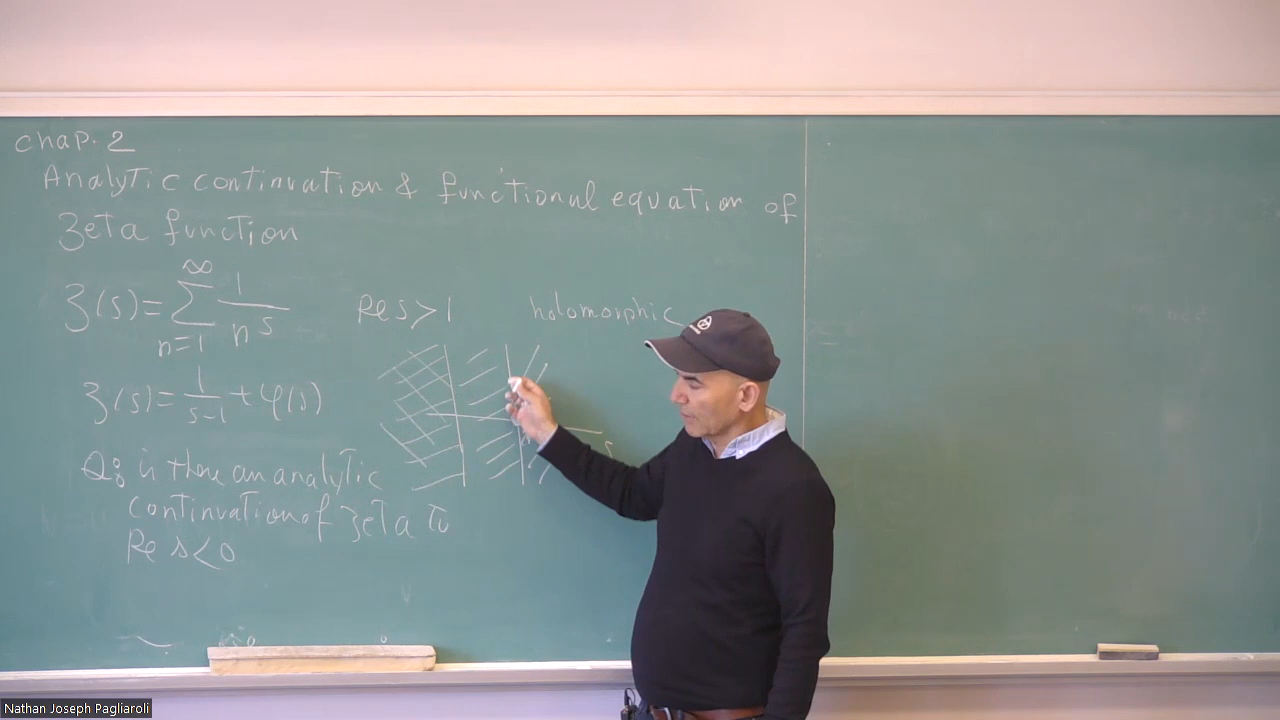 chap. 2
Analytic continuation & functional equation of
Zeta function
ζ(s) = ∑_{n=1}^{∞} 1/n^s Re s > 1 holomorphic
ζ(s) = 1/(s-1) + φ(s)
Q: is there an analytic
continuation of zeta to
Re s < 0
Nathan Joseph Pagliaroli